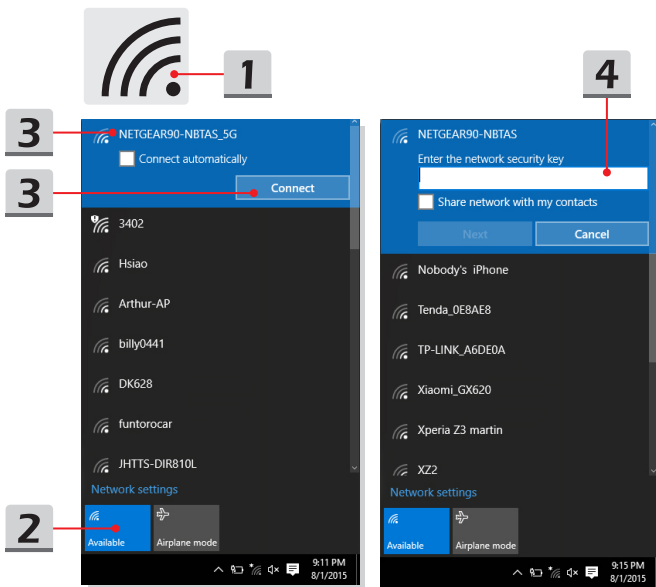 1
4
3
NETGEAR90-NBTAS_5G
Connect automatically
3
Connect
3402
Hsiao
Arthur-AP
billy0441
DK628
funtorocar
JHTTS-DIR810L
Network settings
2
Available
Airplane mode
9:11 PM
8/1/2015
NETGEAR90-NBTAS
Enter the network security key
Share network with my contacts
Next
Cancel
Nobody's iPhone
Tenda_0E8AE8
TP-LINK_A6DE0A
Xiaomi_GX620
Xperia Z3 martin
XZ2
Network settings
Available
Airplane mode
9:15 PM
8/1/2015